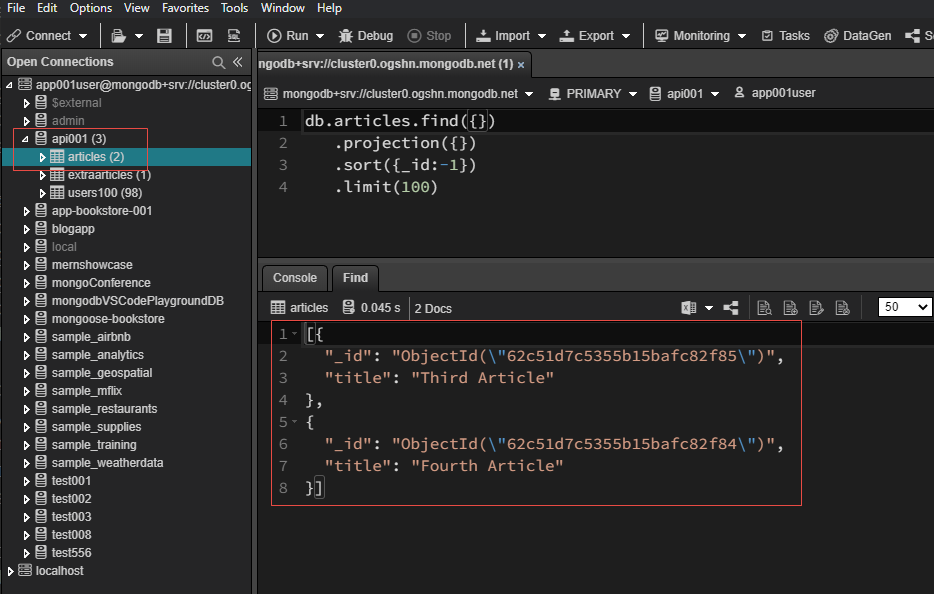 File Edit Options View Favorites Tools Window Help
Connect Run Debug Stop Import Export Monitoring Tasks DataGen
Open Connections
app001user@mongodb+srv://cluster0.og
$external
admin
api001 (3)
articles (2)
extraarticles (1)
users100 (98)
app-bookstore-001
blogapp
local
mernshowcase
mongoConference
mongodbVSCodePlaygroundDB
mongoose-bookstore
sample_airbnb
sample_analytics
sample_geospatial
sample_mflix
sample_restaurants
sample_supplies
sample_training
sample_weatherdata
test001
test002
test003
test008
test556
localhost
ngodb+srv://cluster0.ogshn.mongodb.net (1) ×
mongodb+srv://cluster0.ogshn.mongodb.net PRIMARY api001 app001user
1 db.articles.find({})
2 .projection({})
3 .sort({_id:-1})
4 .limit(100)
Console Find
articles 0.045 s 2 Docs 50
1 [{
2 "_id": "ObjectId(\"62c51d7c5355b15bafc82f85\")",
3 "title": "Third Article"
4 },
5 {
6 "_id": "ObjectId(\"62c51d7c5355b15bafc82f84\")",
7 "title": "Fourth Article"
8 }]